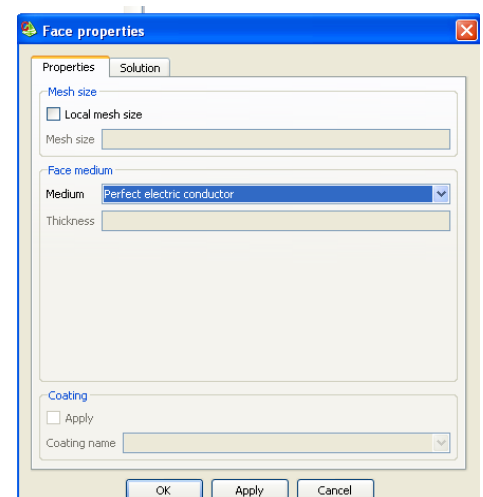 Face properties
Properties Solution
Mesh size
Local mesh size
Mesh size
Face medium
Medium Perfect electric conductor
Thickness
Coating
Apply
Coating name
OK Apply Cancel